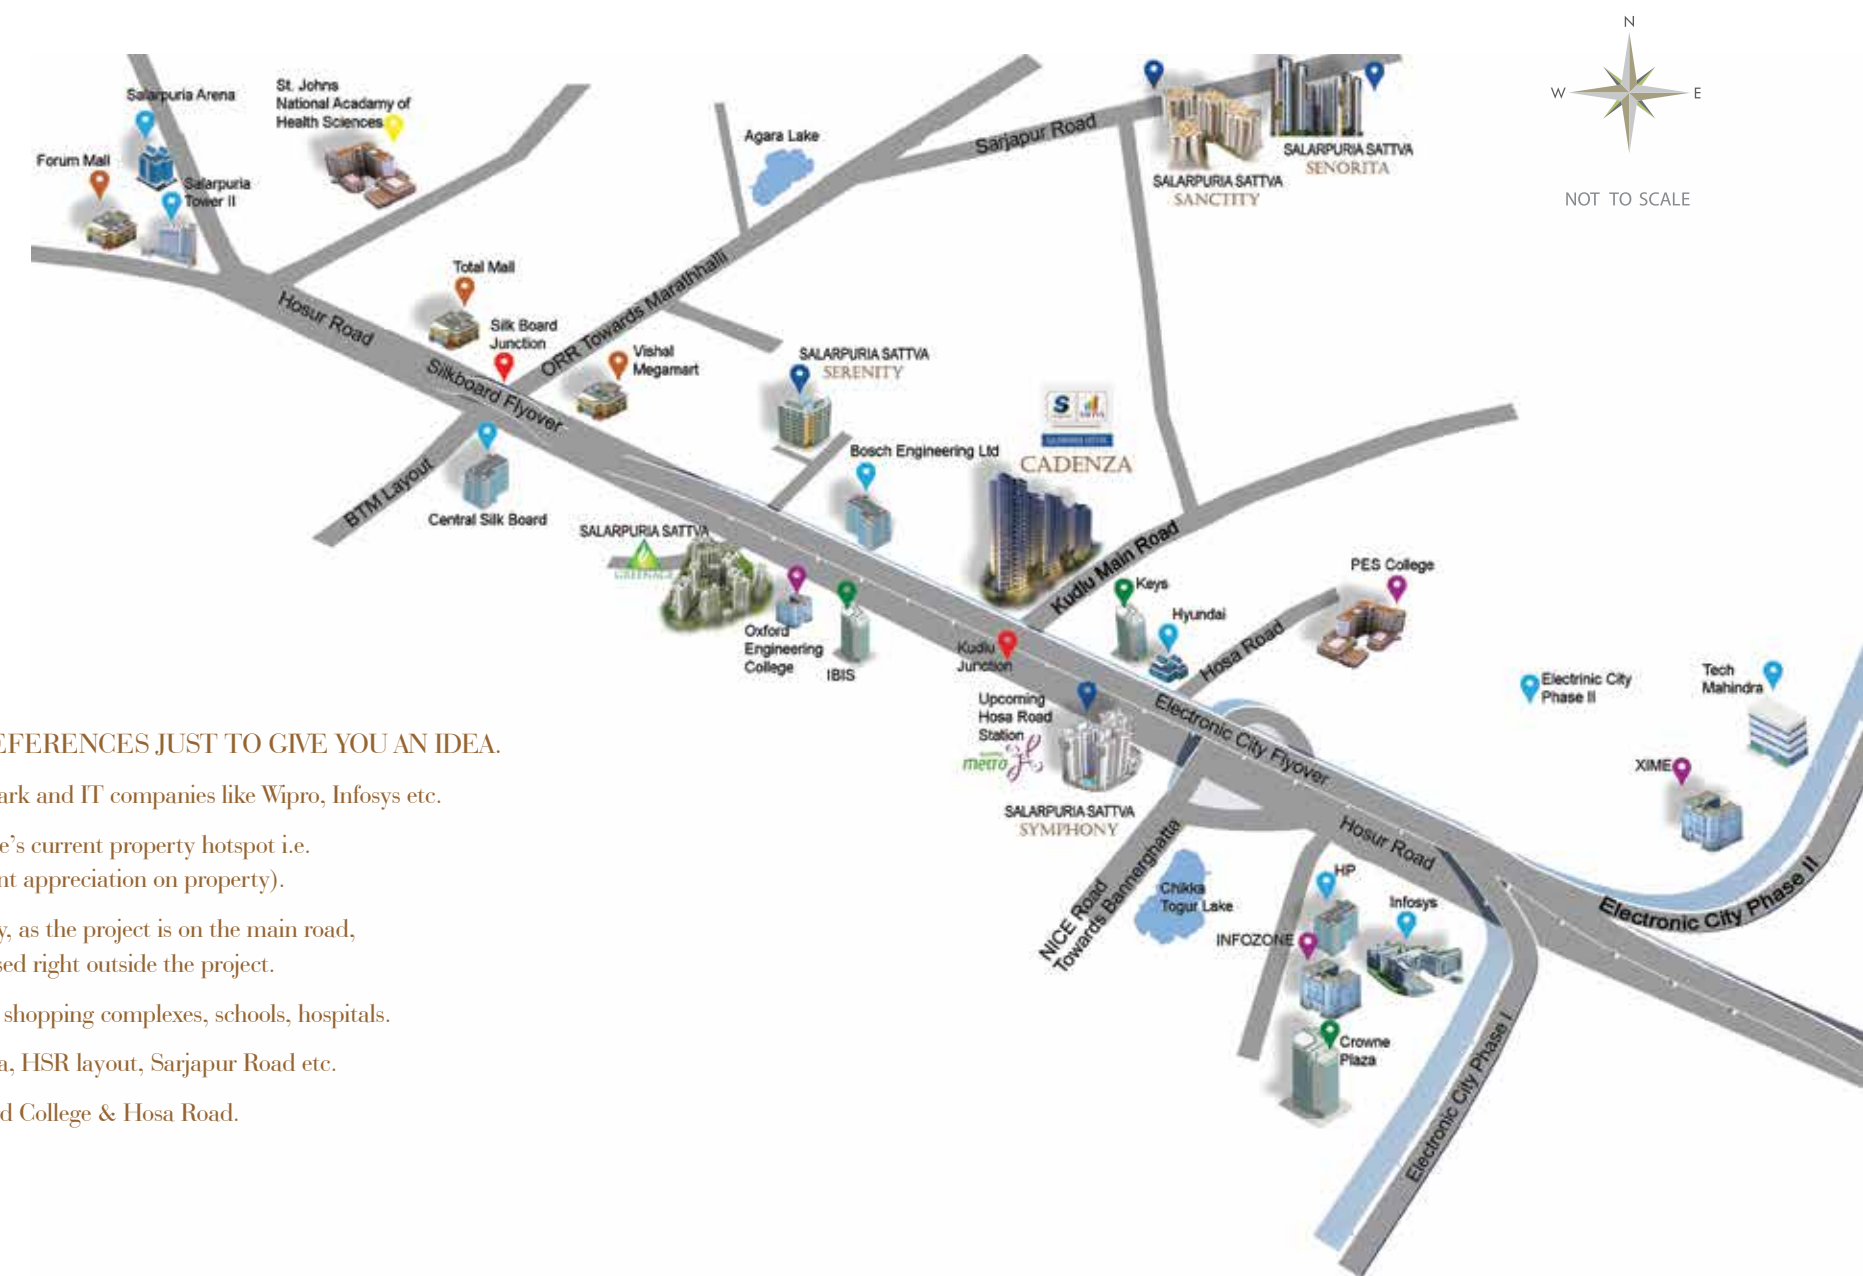 N
W
E
NOT TO SCALE
Salarpuria Arena
St. Johns
National Acadamy of
Health Sciences
Forum Mall
Salarpuria
Tower II
Agara Lake
Sarjapur Road
SALARPURIA SATTVA
SANCTITY
SALARPURIA SATTVA
SENORITA
Total Mall
Hosur Road
Silk Board
Junction
ORR Towards Marathhalli
Silkboard Flyover
Vishal
Megamart
SALARPURIA SATTVA
SERENITY
S
CADENZA
Bosch Engineering Ltd
BTM Layout
Central Silk Board
SALARPURIA SATTVA
GREENAGE
Oxford
Engineering
College
IBIS
Kudlu Main Road
Keys
Hyundai
PES College
Hosa Road
Kudlu
Junction
Upcoming
Hosa Road
Station
metro
SALARPURIA SATTVA
SYMPHONY
Electronic City Flyover
Electrinic City
Phase II
Tech
Mahindra
XIME
Hosur Road
NICE Road
Towards Bannerghatta
Chikka
Togur Lake
HP
Infosys
INFOZONE
Crowne
Plaza
Electronic City Phase II
Electronic City Phase I
EFERENCES JUST TO GIVE YOU AN IDEA.
ark and IT companies like Wipro, Infosys etc.
e’s current property hotspot i.e.
nt appreciation on property).
y, as the project is on the main road,
sed right outside the project.
shopping complexes, schools, hospitals.
a, HSR layout, Sarjapur Road etc.
d College & Hosa Road.